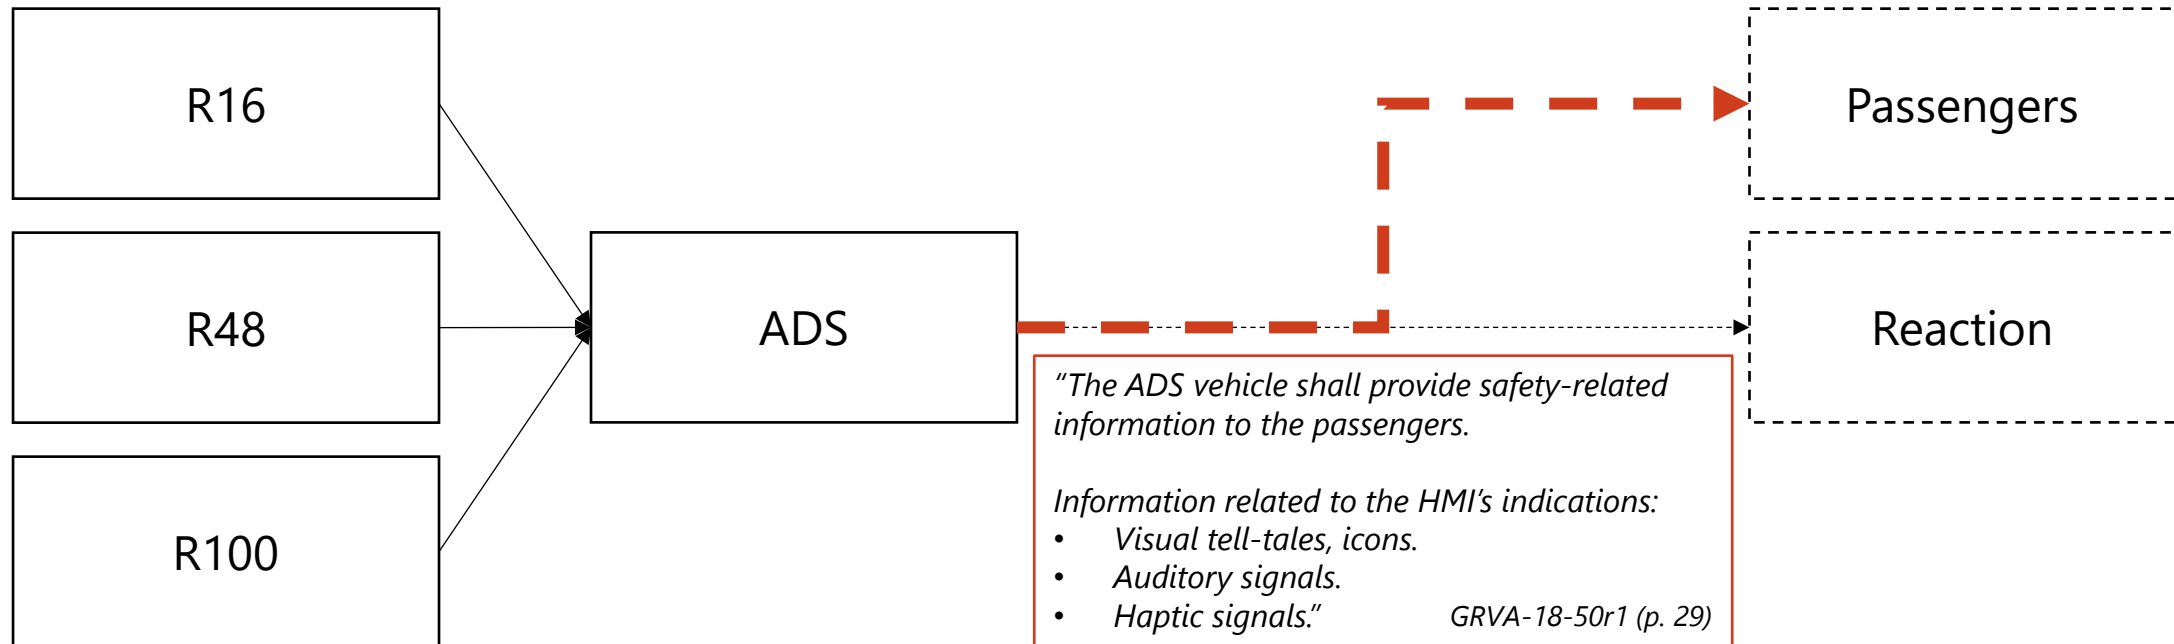 R16
Passengers
R48
ADS
Reaction
R100
“The ADS vehicle shall provide safety-related
information to the passengers.
Information related to the HMI’s indications:
• Visual tell-tales, icons.
• Auditory signals.
• Haptic signals.” GRVA-18-50r1 (p. 29)